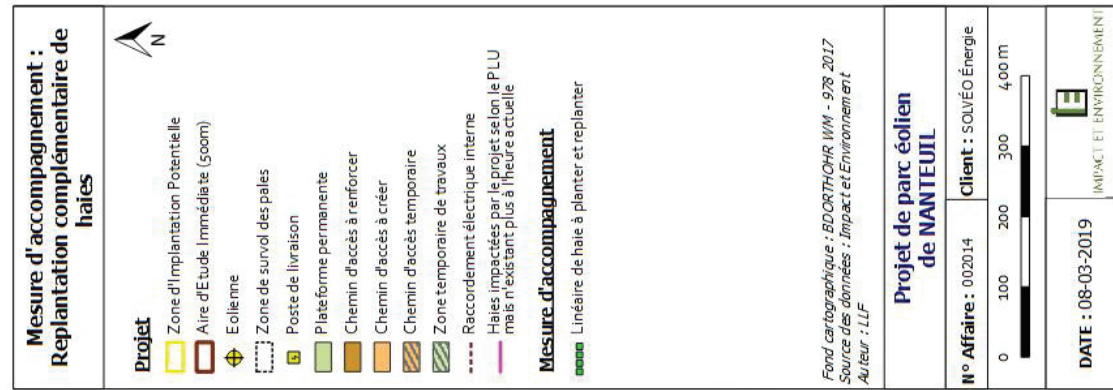 Mesure d'accompagnement :
Replantation complémentaire de
haies
N
Projet
Zone d'Implantation Potentielle
Aire d'Etude Immédiate (500m)
Eolienne
Zone de survol des pales
Poste de livraison
Plateforme permanente
Chemin d'accès à renforcer
Chemin d'accès à créer
Chemin d'accès temporaire
Zone temporaire de travaux
Raccordement électrique interne
Haies impactées par le projet selon le PLU
mais n'existant plus à l'heure actuelle
Mesure d'accompagnement
Linéaire de haie à planter et replanter
Fond cartographique : BDORTHOHR WM - 978 2017
Source des données : Impact et Environnement
Auteur : LLF
Projet de parc éolien
de NANTEUIL
N° Affaire : 002014
Client : SOLVÉO Énergie
0 100 200 300 400 m
DATE : 08-03-2019
IMPACT ET ENVIRONNEMENT